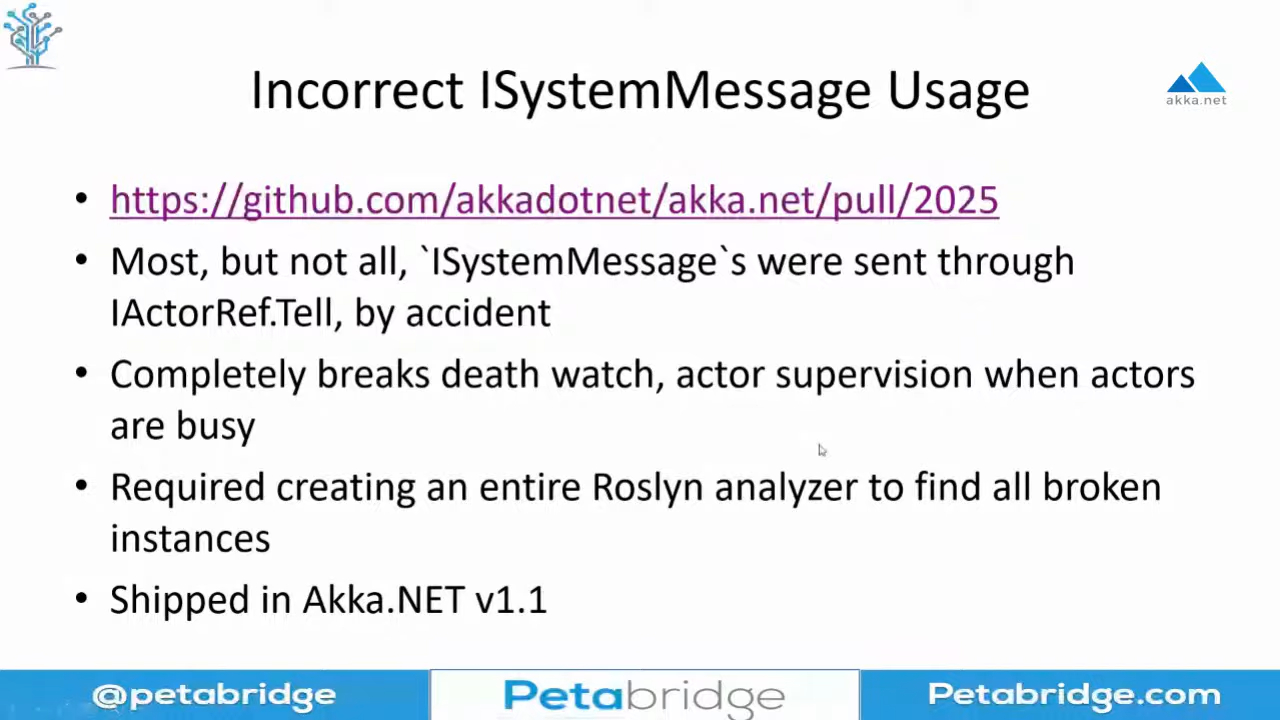 Incorrect ISystemMessage Usage
akka.net
• https://github.com/akkadotnet/akka.net/pull/2025
• Most, but not all, `ISystemMessage`s were sent through
IActorRef.Tell, by accident
• Completely breaks death watch, actor supervision when actors
are busy
• Required creating an entire Roslyn analyzer to find all broken
instances
• Shipped in Akka.NET v1.1
@petabridge
Petabridge
Petabridge.com